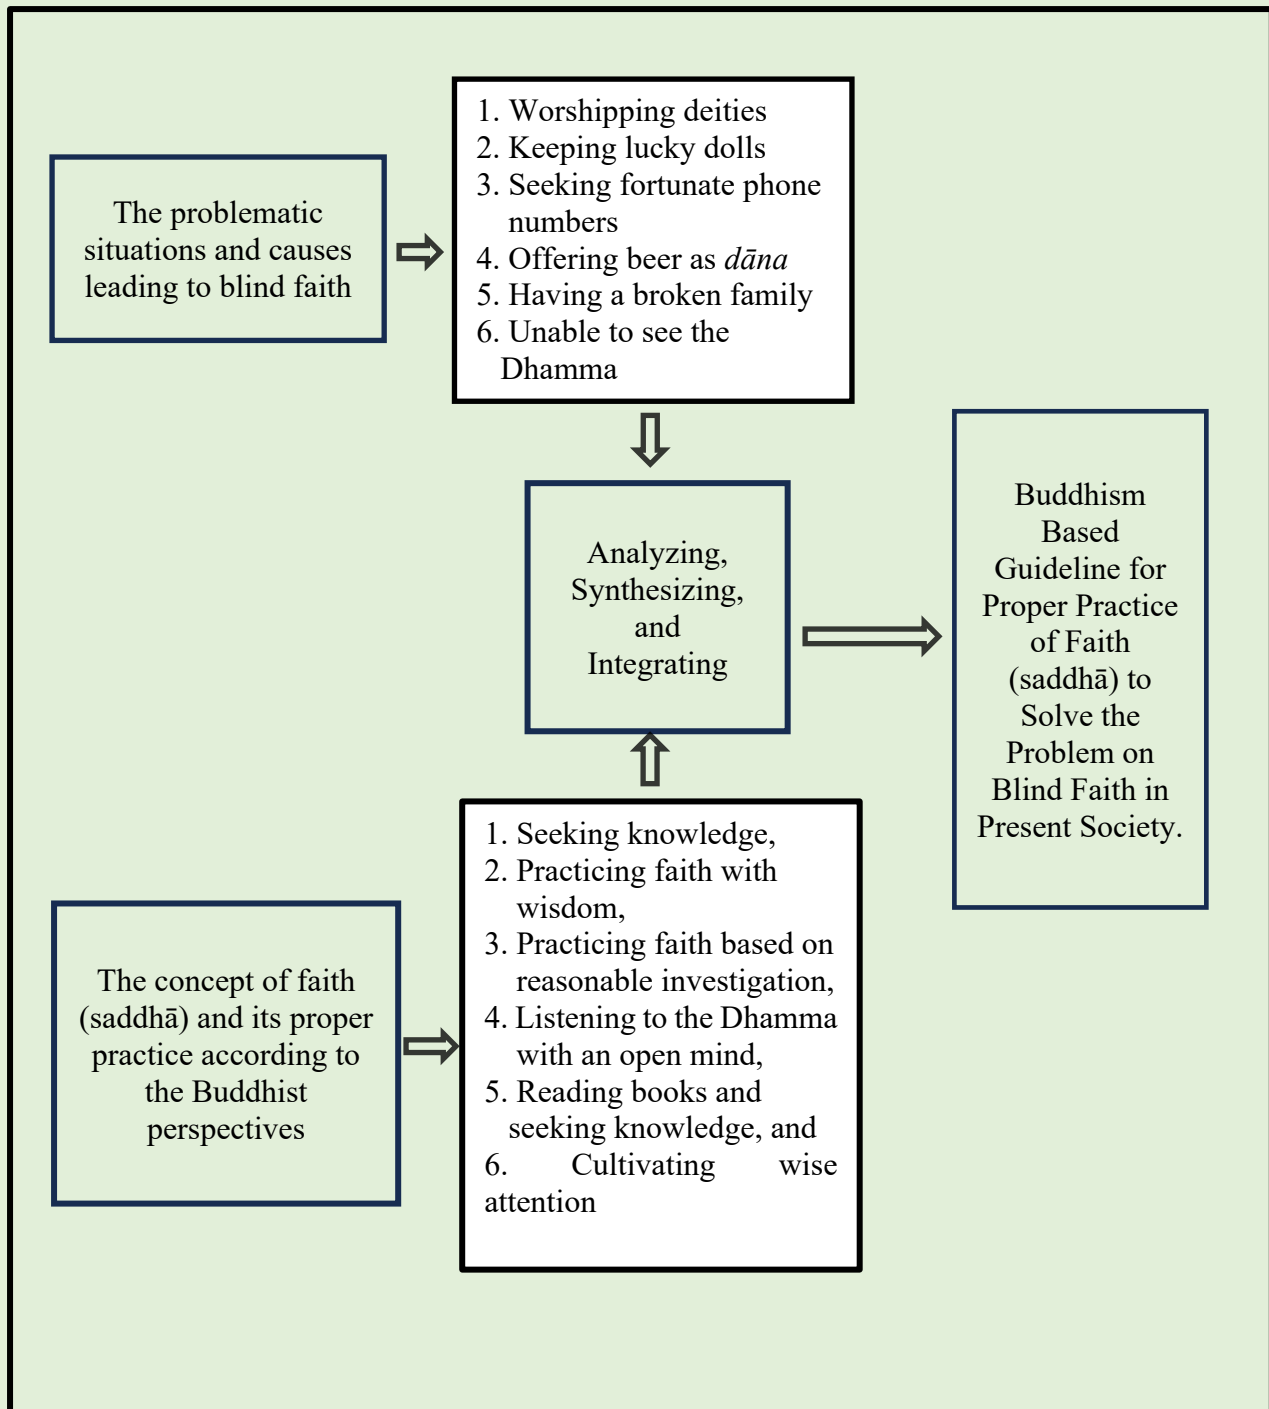 The problematic
situations and causes
leading to blind faith
1. Worshipping deities
2. Keeping lucky dolls
3. Seeking fortunate phone
numbers
4. Offering beer as dāna
5. Having a broken family
6. Unable to see the
Dhamma
Analyzing,
Synthesizing,
and
Integrating
Buddhism
Based
Guideline for
Proper Practice
of Faith
(saddhā) to
Solve the
Problem on
Blind Faith in
Present Society.
The concept of faith
(saddhā) and its proper
practice according to
the Buddhist
perspectives
1. Seeking knowledge,
2. Practicing faith with
wisdom,
3. Practicing faith based on
reasonable investigation,
4. Listening to the Dhamma
with an open mind,
5. Reading books and
seeking knowledge, and
6. Cultivating wise
attention